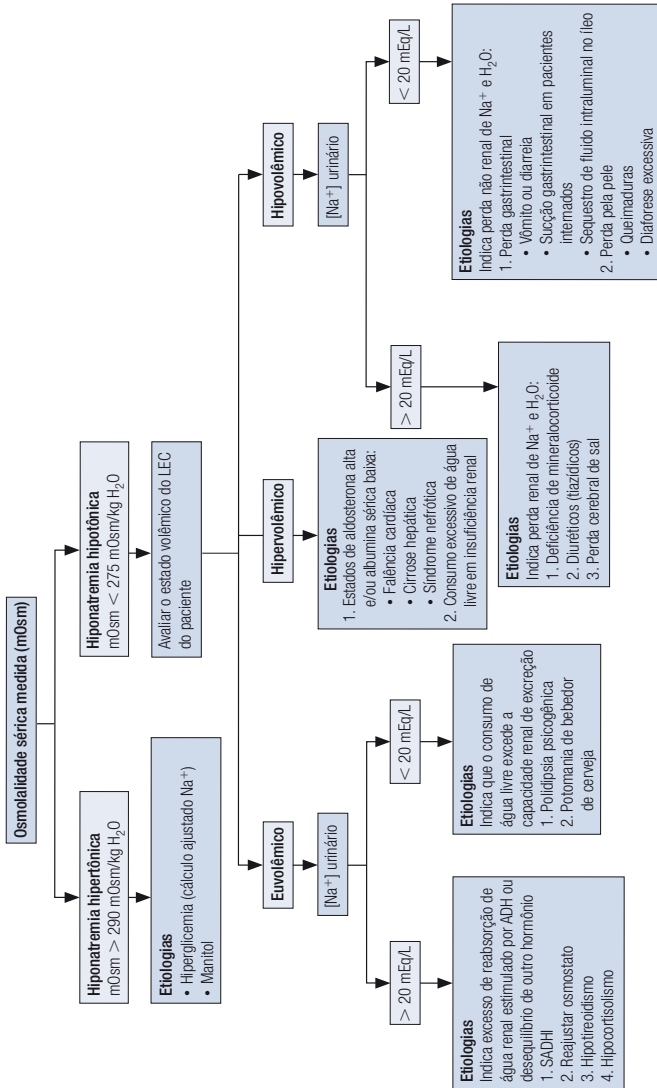 Osmolalidade sérica medida (mOsm)
Hiponatremia hipertônica
mOsm > 290 mOsm/kg H₂O
Etiologias
• Hiperglicemia (cálculo ajustado Na⁺)
• Manitol
Hiponatremia hipotônica
mOsm < 275 mOsm/kg H₂O
Avaliar o estado volêmico do LEC
do paciente
Euvolêmico
[Na⁺] urinário
> 20 mEq/L
Etiologias
Indica excesso de reabsorção de
água renal estimulado por ADH ou
desequilíbrio de outro hormônio
1. SADHI
2. Reajustar osmostato
3. Hipotireoidismo
4. Hipocortisolismo
< 20 mEq/L
Etiologias
Indica que o consumo de
água livre excede a
capacidade renal de excreção
1. Polidipsia psicogênica
2. Potomania de bebedor
de cerveja
Hipervolêmico
Etiologias
1. Estados de aldosterona alta
e/ou albumina sérica baixa:
• Falência cardíaca
• Cirrose hepática
• Síndrome nefrótica
2. Consumo excessivo de água
livre em insuficiência renal
Hipovolêmico
[Na⁺] urinário
> 20 mEq/L
Etiologias
Indica perda renal de Na⁺ e H₂O:
1. Deficiência de mineralocorticoide
2. Diuréticos (tiazídicos)
3. Perda cerebral de sal
< 20 mEq/L
Etiologias
Indica perda não renal de Na⁺ e H₂O:
1. Perda gastrintestinal
• Vômito ou diarreia
• Sucção gastrintestinal em pacientes
internados
• Sequestro de fluido intraluminal no íleo
2. Perda pela pele
• Queimaduras
• Diaforese excessiva